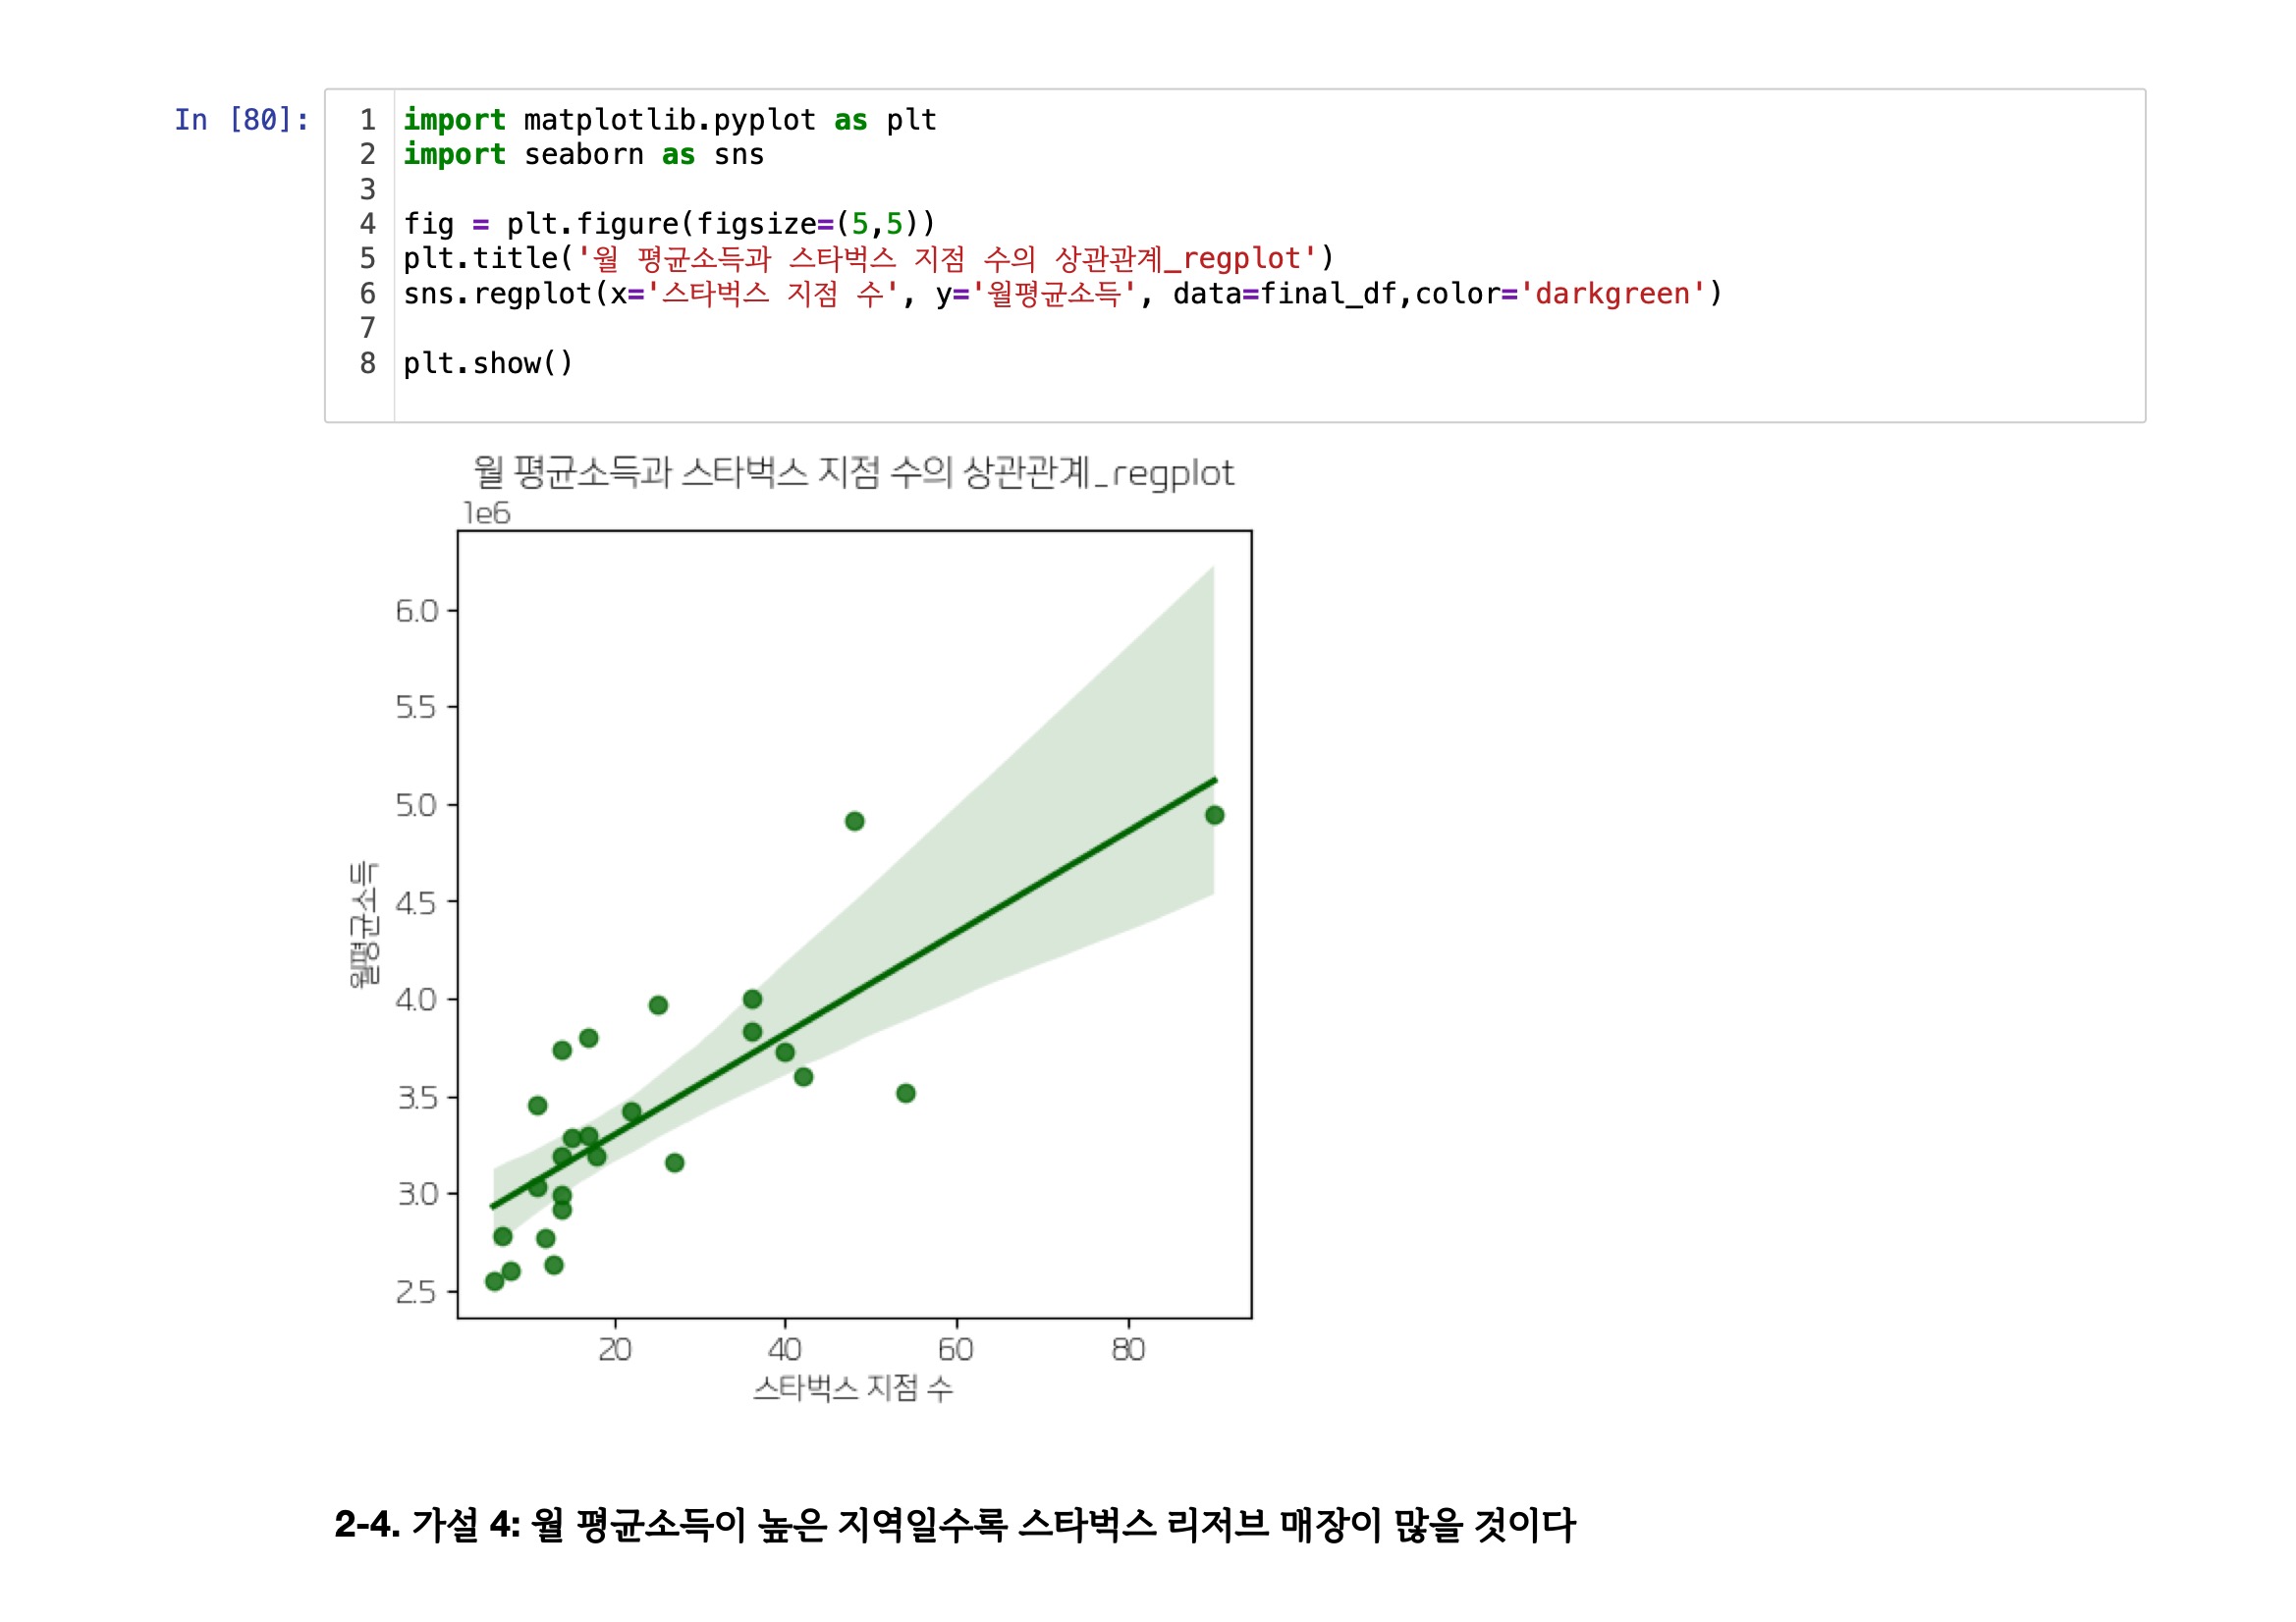 In [80]:
1 import matplotlib.pyplot as plt
2 import seaborn as sns
3
4 fig = plt.figure(figsize=(5,5))
5 plt.title('월 평균소득과 스타벅스 지점 수의 상관관계_regplot')
6 sns.regplot(x='스타벅스 지점 수', y='월평균소득', data=final_df,color='darkgreen')
7
8 plt.show()
월 평균소득과 스타벅스 지점 수의 상관관계_regplot
1e6
6.0
5.5
5.0
4.5
4.0
3.5
3.0
2.5
월평균소득
20 40 60 80
스타벅스 지점 수
2-4. 가설 4: 월 평균소득이 높은 지역일수록 스타벅스 리저브 매장이 많을 것이다